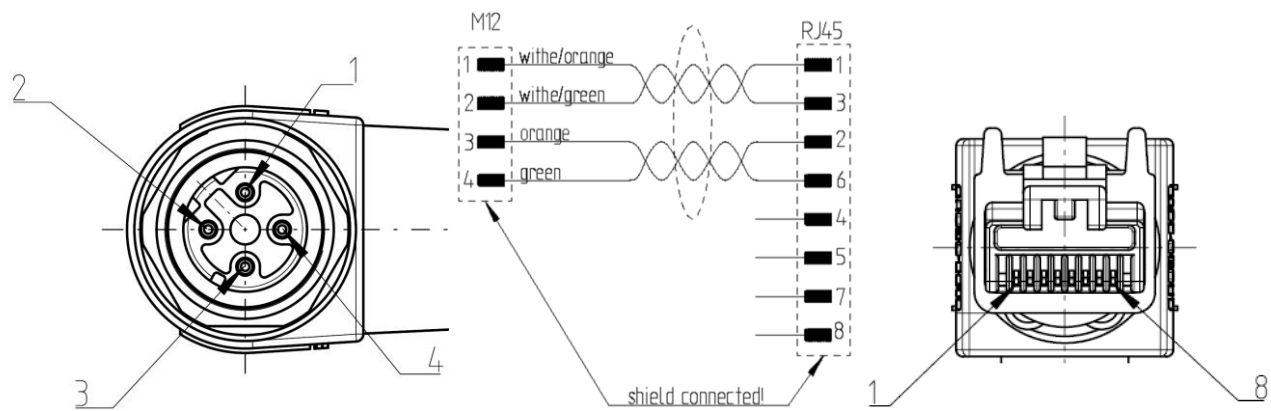 2
1
3
4
M12
1 withe/orange
2 withe/green
3 orange
4 green
RJ45
1
3
2
6
4
5
7
8
shield connected!
1
8